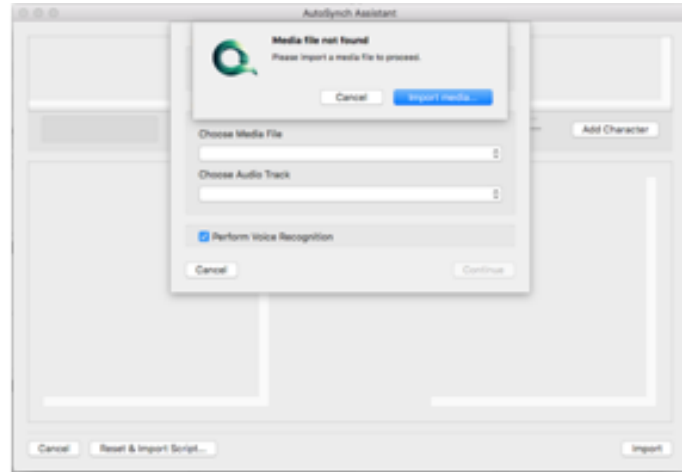 AutoSynch Assistant
Media file not found
Please import a media file to proceed.
Cancel
Import media...
Add Character
Choose Media File
Choose Audio Track
Perform Voice Recognition
Cancel
Continue
Cancel
Reset & Import Script...
Import